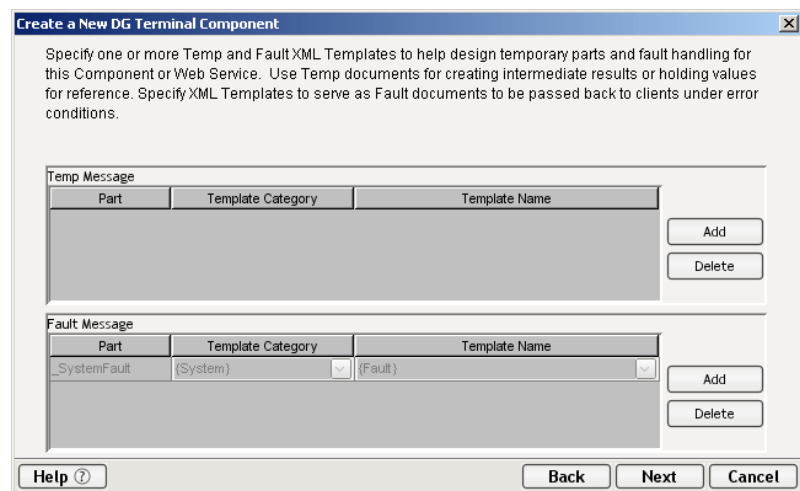 Create a New DG Terminal Component
Specify one or more Temp and Fault XML Templates to help design temporary parts and fault handling for
this Component or Web Service. Use Temp documents for creating intermediate results or holding values
for reference. Specify XML Templates to serve as Fault documents to be passed back to clients under error
conditions.
Temp Message
Part Template Category Template Name
Add
Delete
Fault Message
Part Template Category Template Name
_SystemFault {System} {Fault}
Add
Delete
Help ? Back Next Cancel